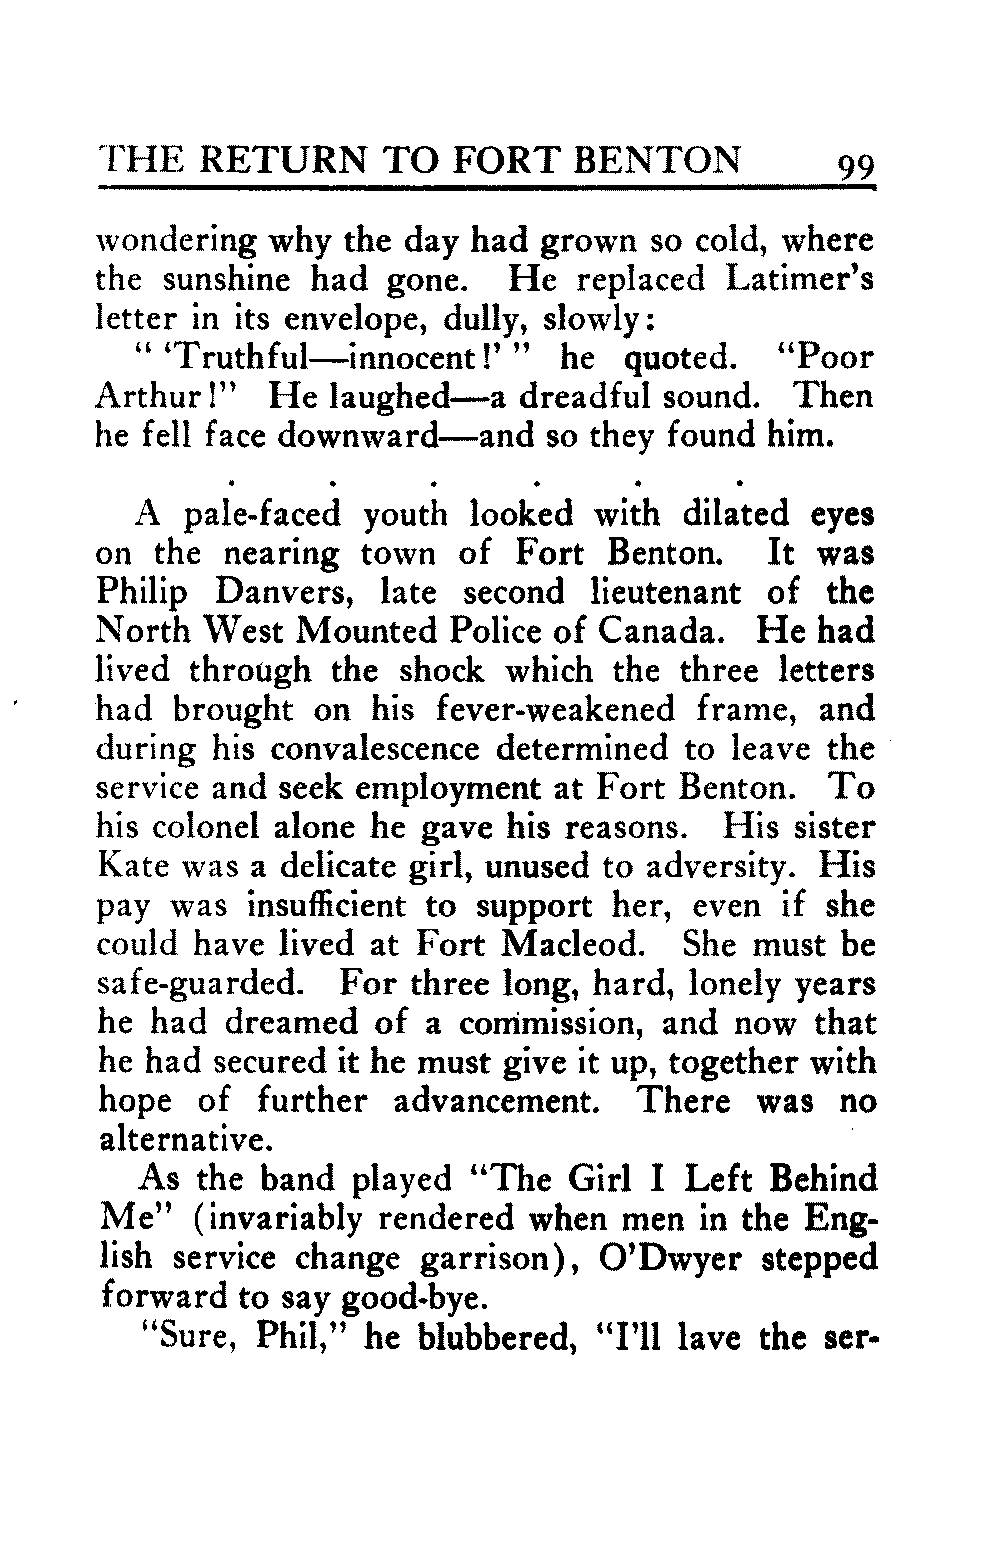 THE RETURN TO FORT BENTON 99
wondering why the day had grown so cold, where
the sunshine had gone. He replaced Latimer's
letter in its envelope, dully, slowly:
" 'Truthful—innocent!' " he quoted. "Poor
Arthur!" He laughed—a dreadful sound. Then
he fell face downward—and so they found him.
. . . . . .
A pale-faced youth looked with dilated eyes
on the nearing town of Fort Benton. It was
Philip Danvers, late second lieutenant of the
North West Mounted Police of Canada. He had
lived through the shock which the three letters
had brought on his fever-weakened frame, and
during his convalescence determined to leave the
service and seek employment at Fort Benton. To
his colonel alone he gave his reasons. His sister
Kate was a delicate girl, unused to adversity. His
pay was insufficient to support her, even if she
could have lived at Fort Macleod. She must be
safe-guarded. For three long, hard, lonely years
he had dreamed of a commission, and now that
he had secured it he must give it up, together with
hope of further advancement. There was no
alternative.
As the band played "The Girl I Left Behind
Me" (invariably rendered when men in the Eng-
lish service change garrison), O'Dwyer stepped
forward to say good-bye.
"Sure, Phil," he blubbered, "I'll lave the ser-